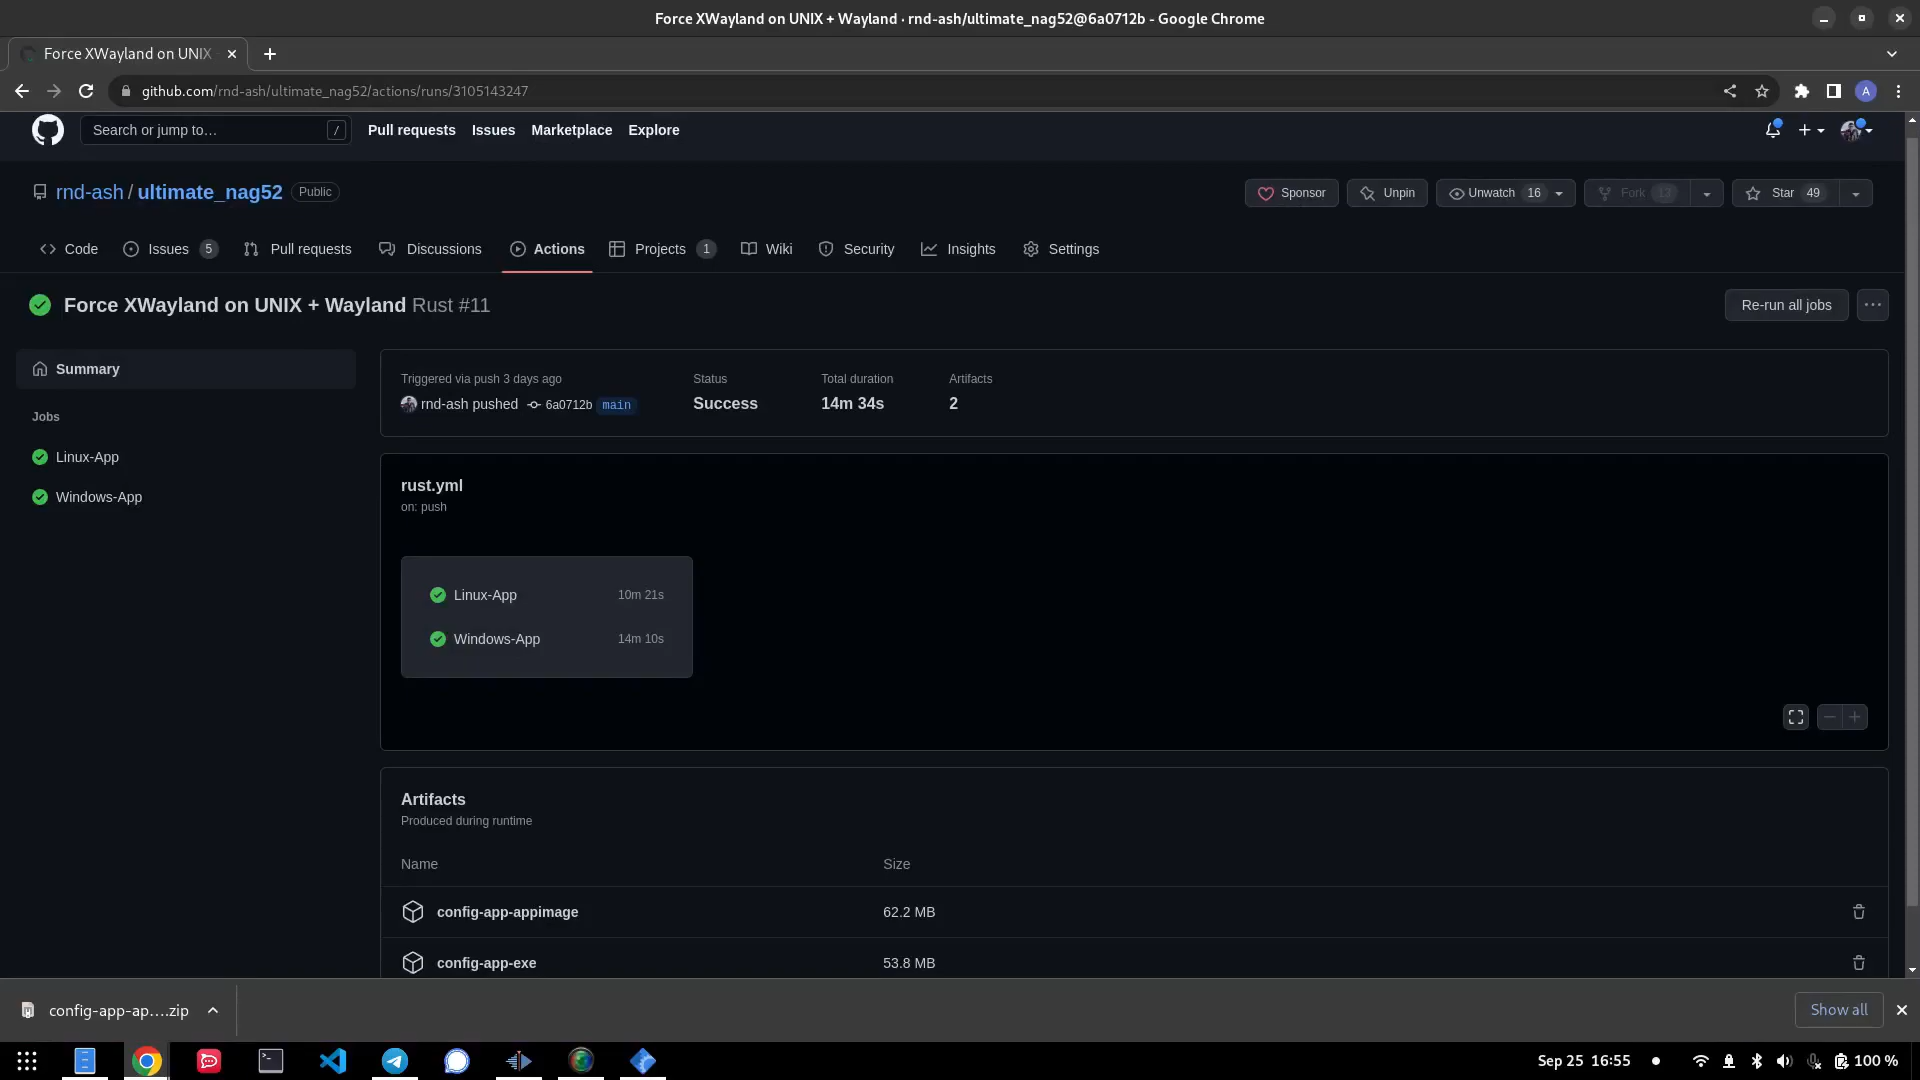 Force XWayland on UNIX + Wayland · rnd-ash/ultimate_nag52@6a0712b - Google Chrome
Force XWayland on UNIX
github.com/rnd-ash/ultimate_nag52/actions/runs/3105143247
A
Search or jump to…
/
Pull requests
Issues
Marketplace
Explore
rnd-ash / ultimate_nag52
Public
Sponsor
Unpin
Unwatch 16
Fork 17
Star 49
Code
Issues 5
Pull requests
Discussions
Actions
Projects 1
Wiki
Security
Insights
Settings
Force XWayland on UNIX + Wayland Rust #11
Re-run all jobs
Summary
Jobs
Linux-App
Windows-App
Triggered via push 3 days ago
rnd-ash pushed 6a0712b main
Status
Success
Total duration
14m 34s
Artifacts
2
rust.yml
on: push
Linux-App 10m 21s
Windows-App 14m 10s
Artifacts
Produced during runtime
Name Size
config-app-appimage 62.2 MB
config-app-exe 53.8 MB
config-app-ap....zip
Show all
Sep 25 16:55
100 %